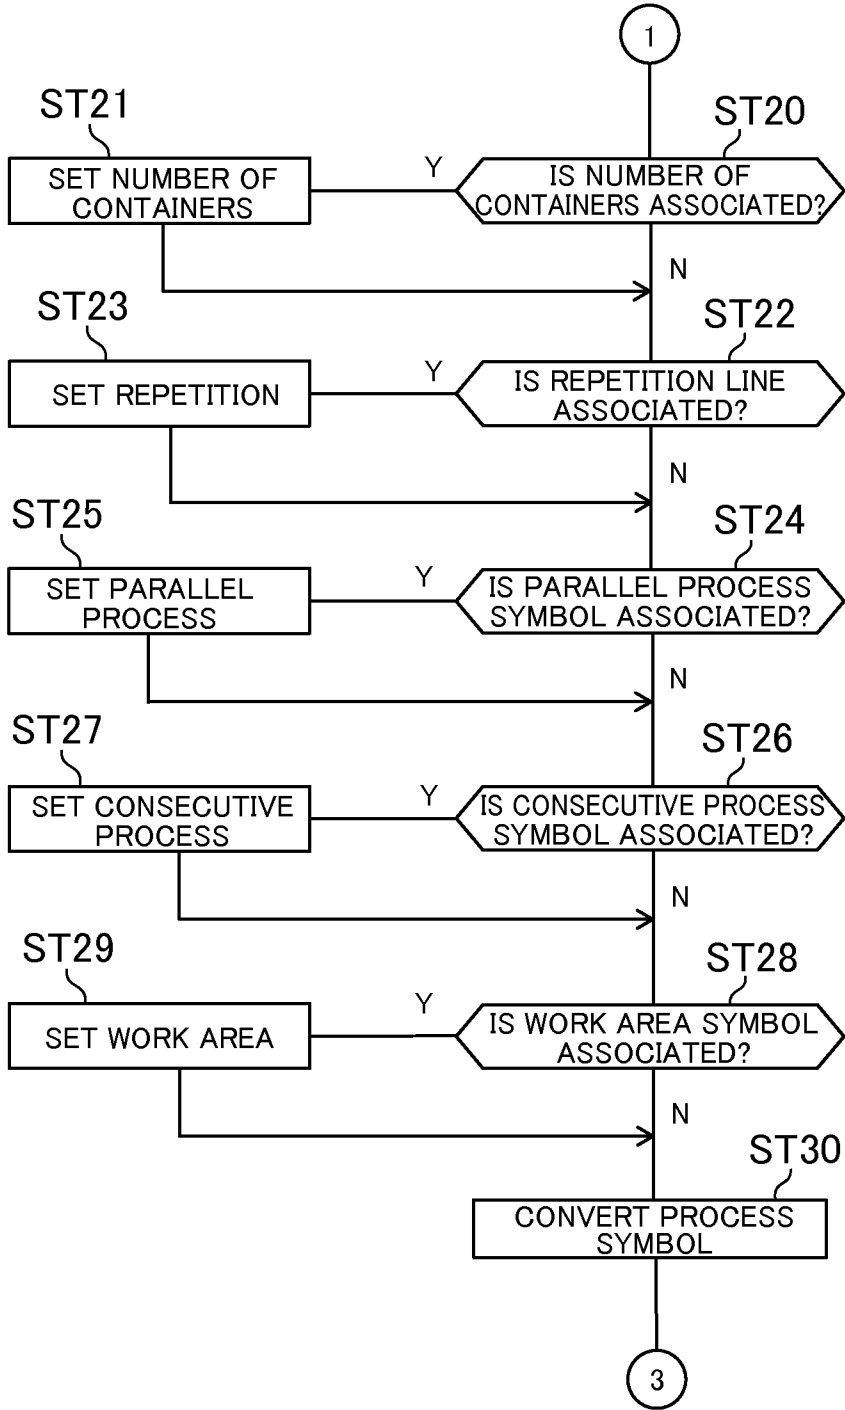 1
ST21
ST20
SET NUMBER OF
CONTAINERS
Y
IS NUMBER OF
CONTAINERS ASSOCIATED?
N
ST23
ST22
SET REPETITION
Y
IS REPETITION LINE
ASSOCIATED?
N
ST25
ST24
SET PARALLEL
PROCESS
Y
IS PARALLEL PROCESS
SYMBOL ASSOCIATED?
N
ST27
ST26
SET CONSECUTIVE
PROCESS
Y
IS CONSECUTIVE PROCESS
SYMBOL ASSOCIATED?
N
ST29
ST28
SET WORK AREA
Y
IS WORK AREA SYMBOL
ASSOCIATED?
N
ST30
CONVERT PROCESS
SYMBOL
3